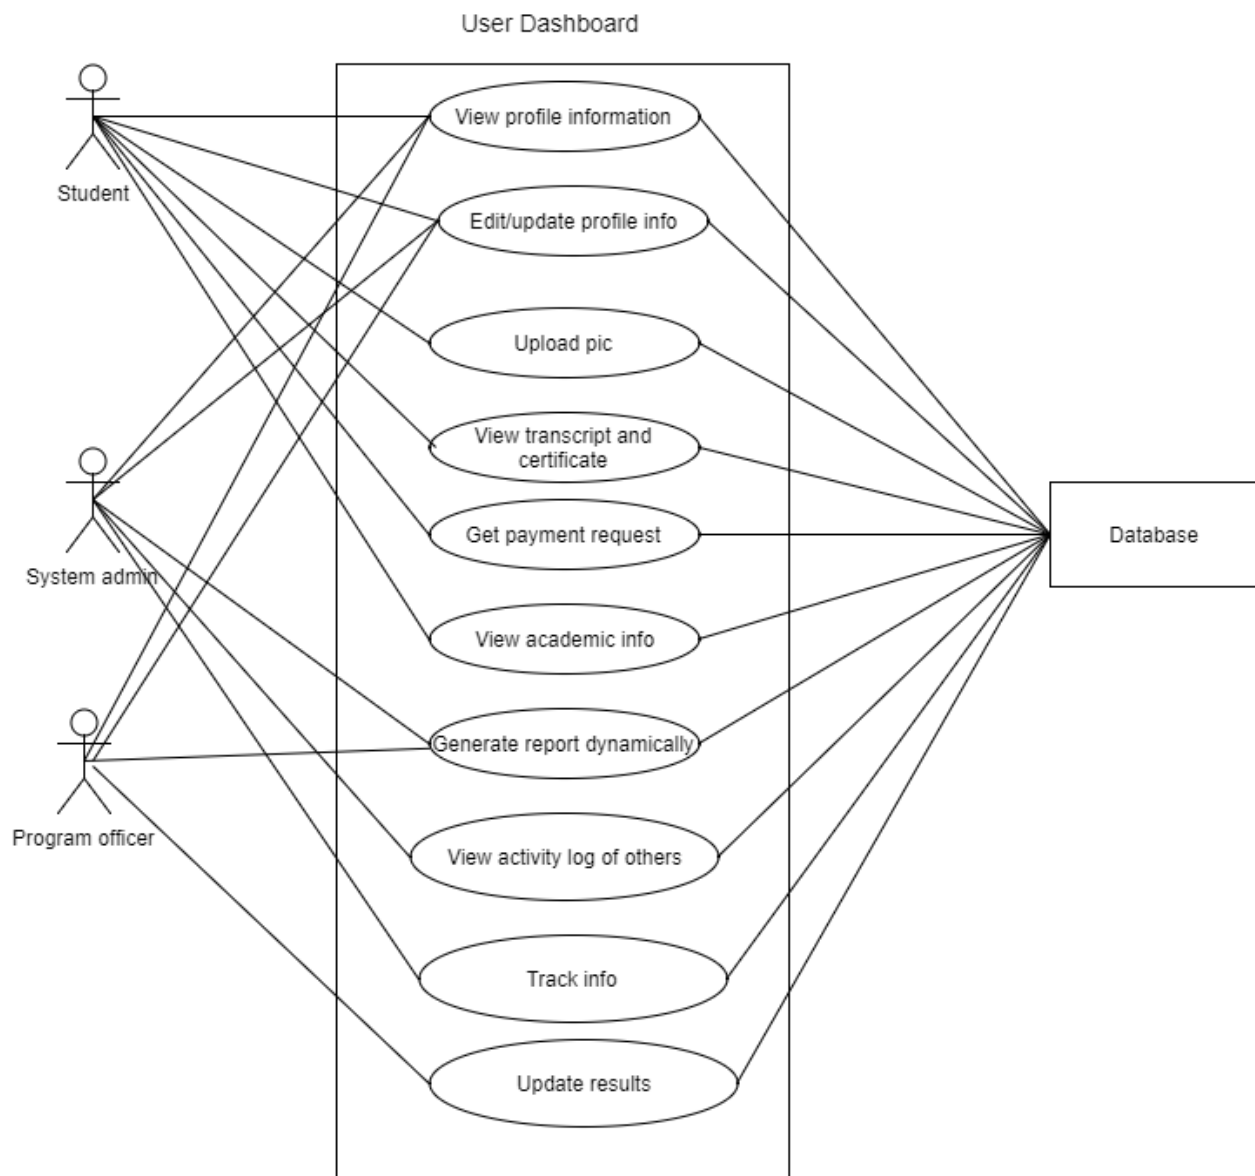 User Dashboard
View profile information
Student
Edit/update profile info
Upload pic
View transcript and
certificate
System admin
Get payment request
Database
View academic info
Generate report dynamically
Program officer
View activity log of others
Track info
Update results